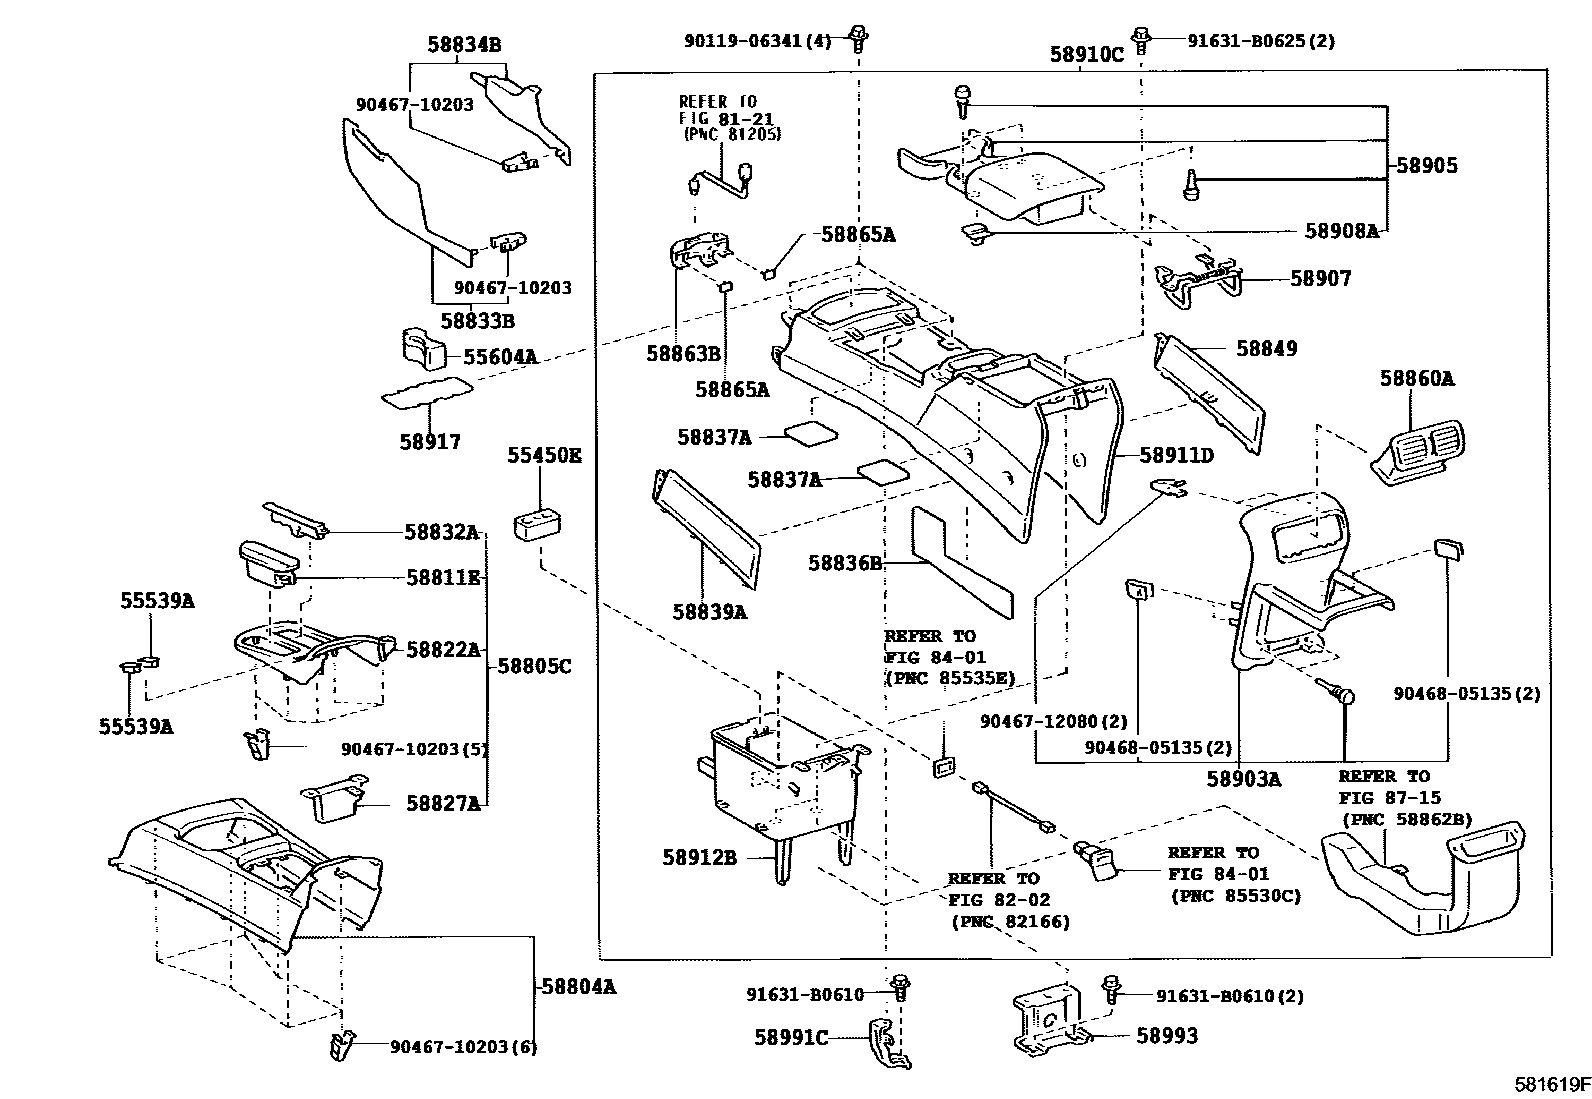 58834B
90119-06341(4)
91631-B0625(2)
58910C
90467-10203
REFER TO
FIG 81-21
(PNC 81205)
58905
58865A
58908A
58907
90467-10203
58833B
55604A
58863B
58849
58865A
58860A
58917
58837A
55450E
58911D
58837A
58832A
58836B
58811E
55539A
58839A
REFER TO
FIG 84-01
(PNC 85535E)
58822A
58805C
90468-05135(2)
55539A
90467-12080(2)
90467-10203(5)
90468-05135(2)
58903A
REFER TO
FIG 87-15
(PNC 58862B)
58827A
58912B
REFER TO
FIG 84-01
(PNC 85530C)
REFER TO
FIG 82-02
(PNC 82166)
58804A
91631-B0610
91631-B0610(2)
58991C
58993
90467-10203(6)
581619F